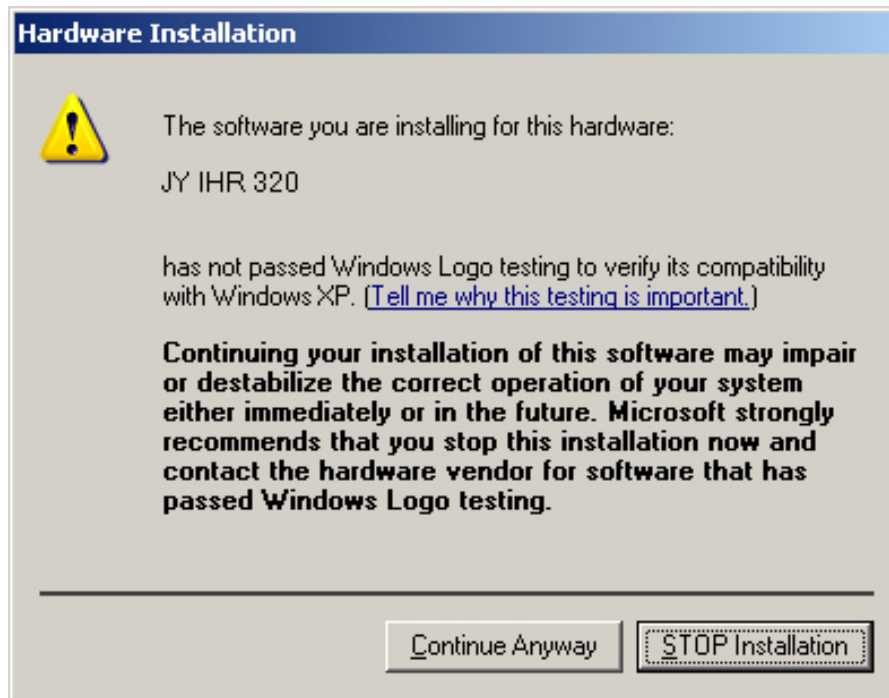 Hardware Installation
The software you are installing for this hardware:
JY IHR 320
has not passed Windows Logo testing to verify its compatibility
with Windows XP. (Tell me why this testing is important.)
Continuing your installation of this software may impair
or destabilize the correct operation of your system
either immediately or in the future. Microsoft strongly
recommends that you stop this installation now and
contact the hardware vendor for software that has
passed Windows Logo testing.
Continue Anyway
STOP Installation